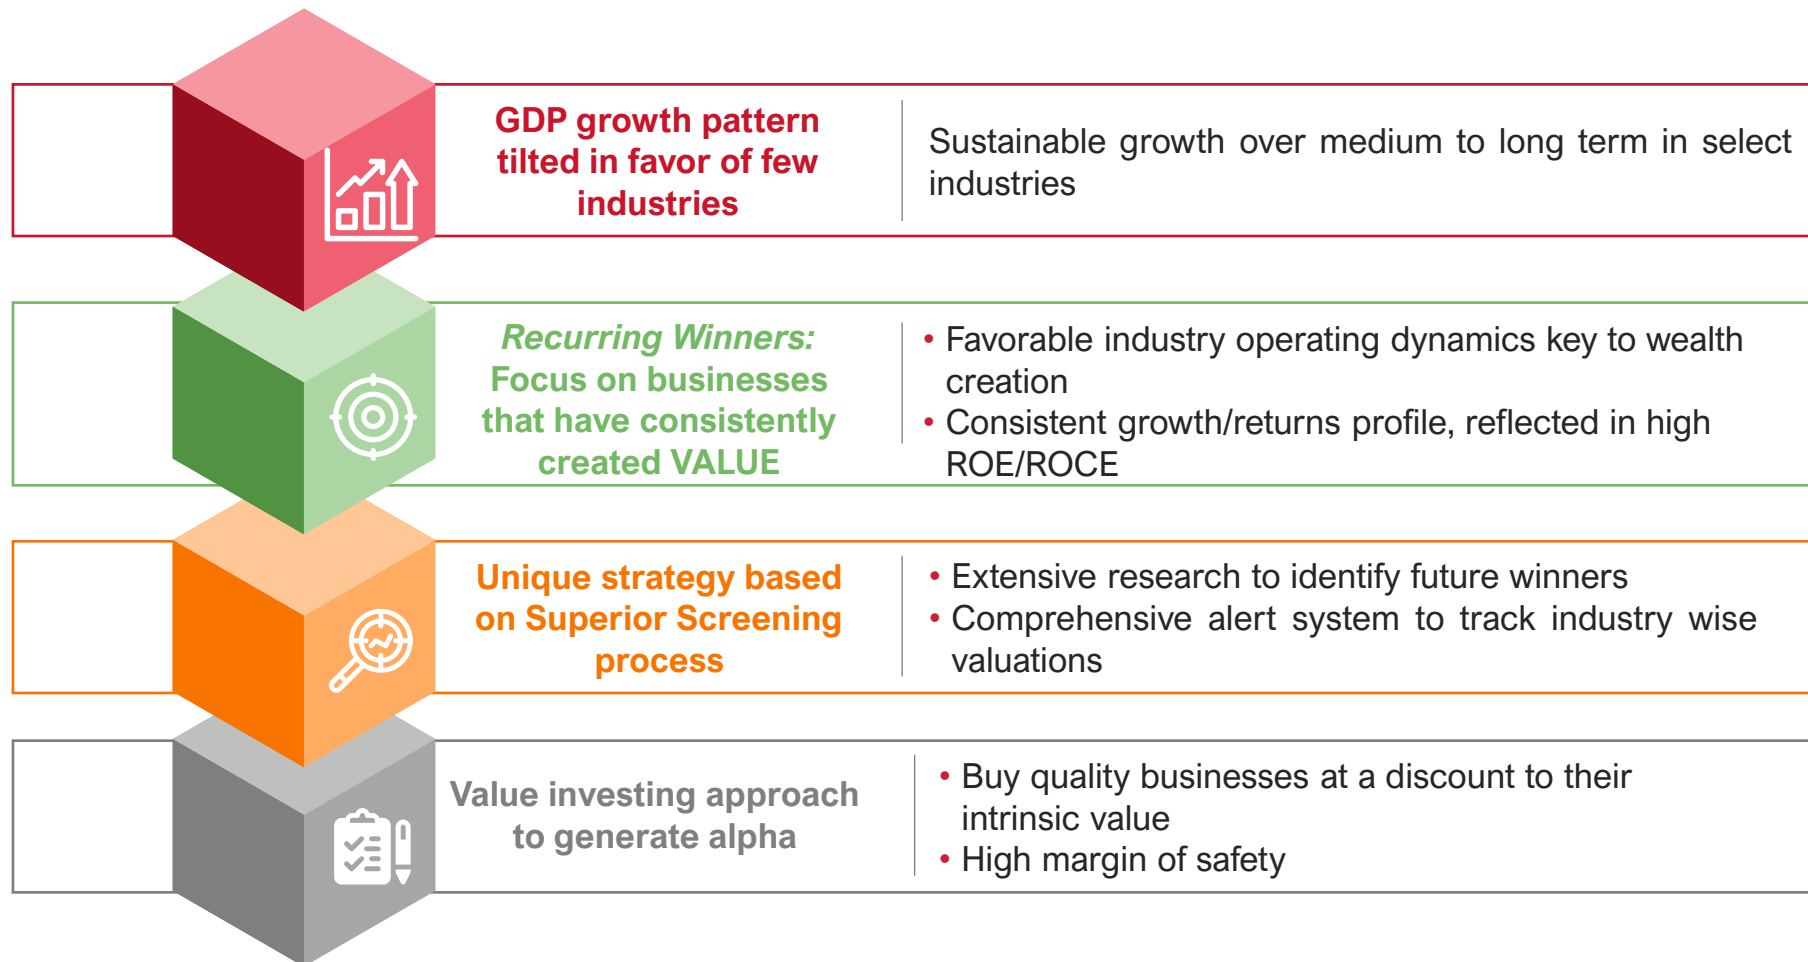 GDP growth pattern
tilted in favor of few
industries
Sustainable growth over medium to long term in select
industries
Recurring Winners:
Focus on businesses
that have consistently
created VALUE
• Favorable industry operating dynamics key to wealth
creation
• Consistent growth/returns profile, reflected in high
ROE/ROCE
Unique strategy based
on Superior Screening
process
• Extensive research to identify future winners
• Comprehensive alert system to track industry wise
valuations
Value investing approach
to generate alpha
• Buy quality businesses at a discount to their
intrinsic value
• High margin of safety